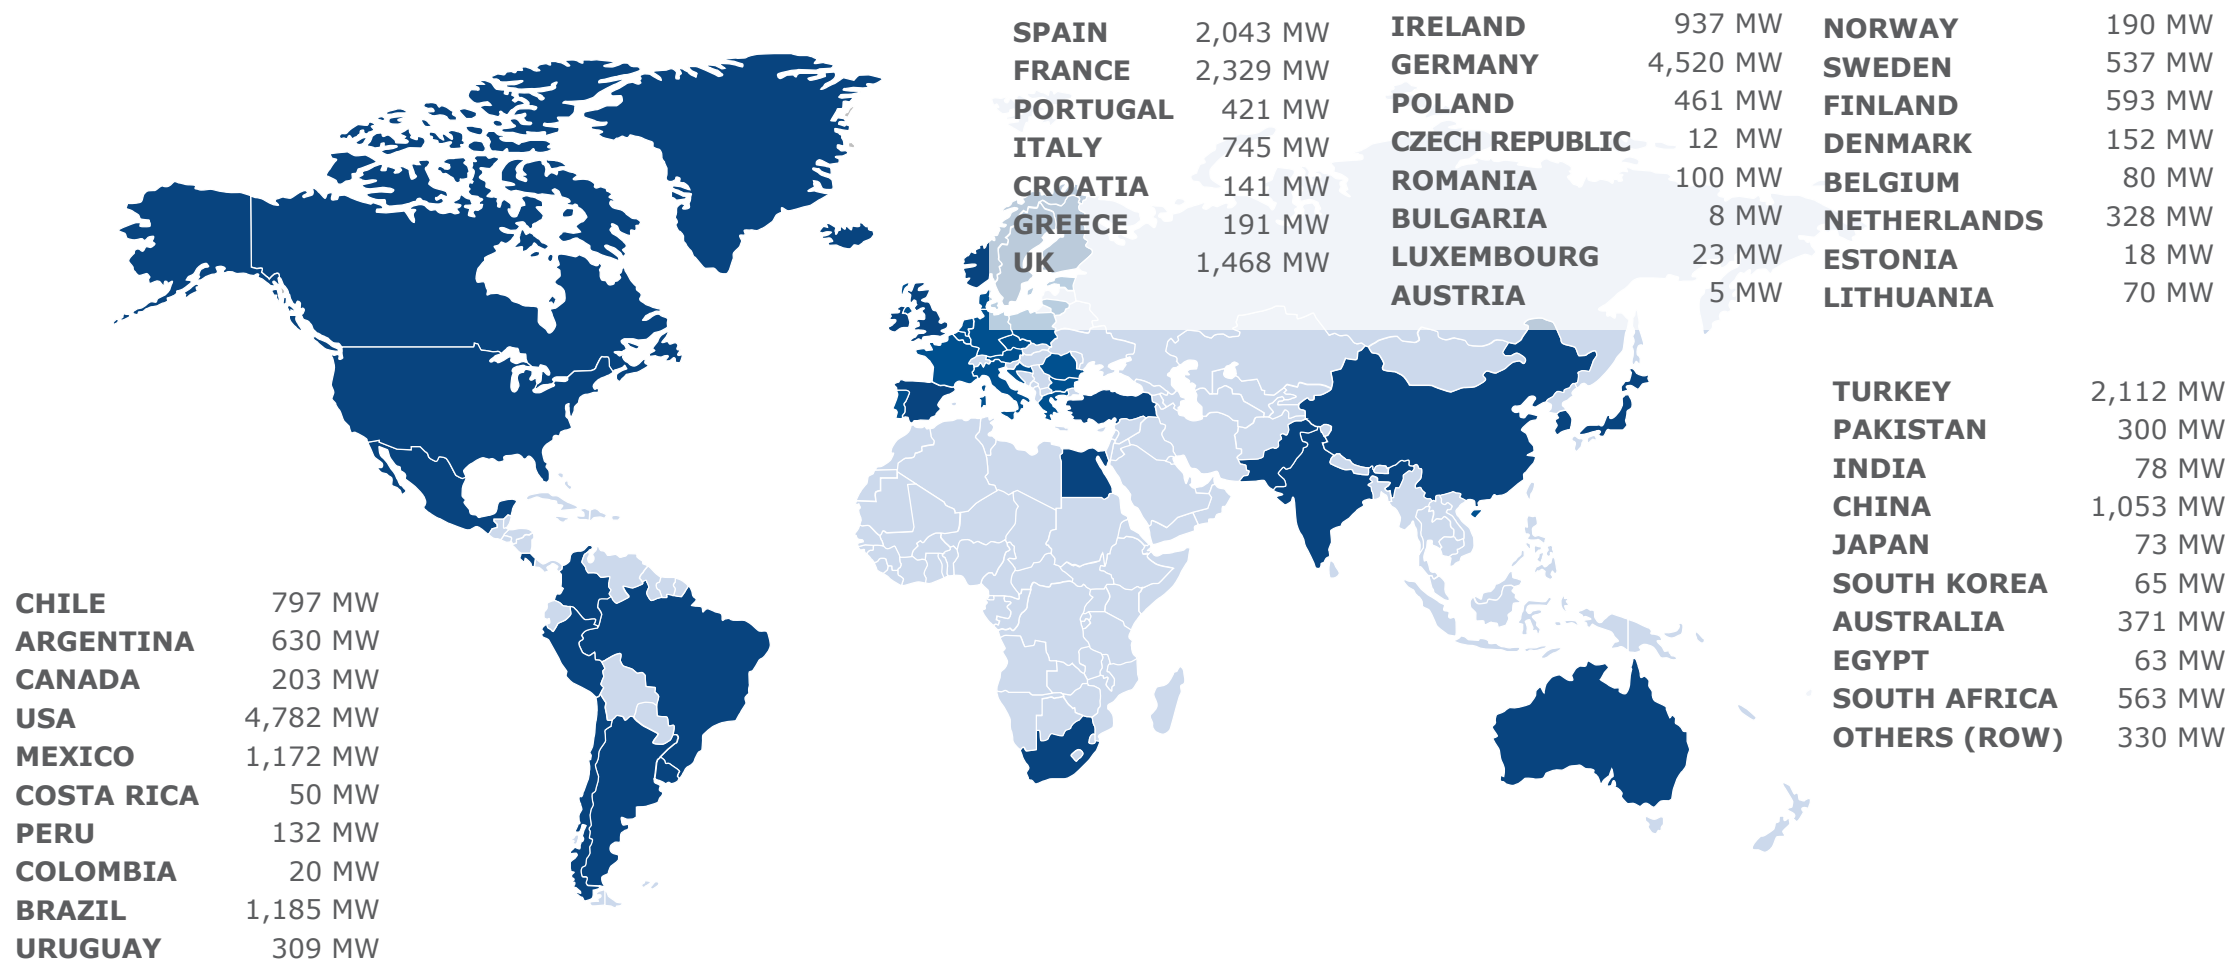 SPAIN 2,043 MW
FRANCE 2,329 MW
PORTUGAL 421 MW
ITALY 745 MW
CROATIA 141 MW
GREECE 191 MW
UK 1,468 MW
IRELAND 937 MW
GERMANY 4,520 MW
POLAND 461 MW
CZECH REPUBLIC 12 MW
ROMANIA 100 MW
BULGARIA 8 MW
LUXEMBOURG 23 MW
AUSTRIA 5 MW
NORWAY 190 MW
SWEDEN 537 MW
FINLAND 593 MW
DENMARK 152 MW
BELGIUM 80 MW
NETHERLANDS 328 MW
ESTONIA 18 MW
LITHUANIA 70 MW
TURKEY 2,112 MW
PAKISTAN 300 MW
INDIA 78 MW
CHINA 1,053 MW
JAPAN 73 MW
SOUTH KOREA 65 MW
AUSTRALIA 371 MW
EGYPT 63 MW
SOUTH AFRICA 563 MW
OTHERS (ROW) 330 MW
CHILE 797 MW
ARGENTINA 630 MW
CANADA 203 MW
USA 4,782 MW
MEXICO 1,172 MW
COSTA RICA 50 MW
PERU 132 MW
COLOMBIA 20 MW
BRAZIL 1,185 MW
URUGUAY 309 MW